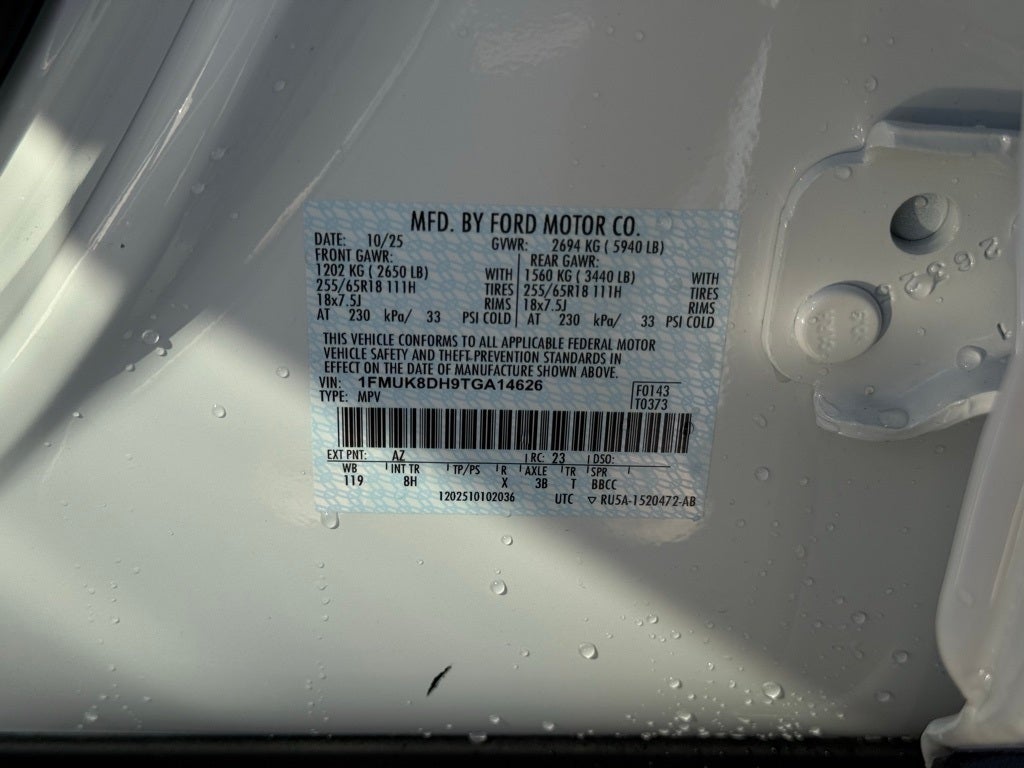 MFD. BY FORD MOTOR CO.
DATE: 10/25 GVWR: 2694 KG ( 5940 LB)
FRONT GAWR: REAR GAWR:
1202 KG ( 2650 LB) WITH 1560 KG ( 3440 LB) WITH
255/65R18 111H TIRES 255/65R18 111H TIRES
18x7.5J RIMS 18x7.5J RIMS
AT 230 kPa/ 33 PSI COLD AT 230 kPa/ 33 PSI COLD
THIS VEHICLE CONFORMS TO ALL APPLICABLE FEDERAL MOTOR
VEHICLE SAFETY AND THEFT PREVENTION STANDARDS IN
EFFECT ON THE DATE OF MANUFACTURE SHOWN ABOVE.
VIN: 1FMUK8DH9TGA14626 F0143
TYPE: MPV T0373
EXT PNT: AZ RC: 23 DSO:
WB INT TR TP/PS R AXLE TR SPR
119 8H X 3B T BBCC
1202510102036 UTC ▽ RU5A-1520472-AB
2632